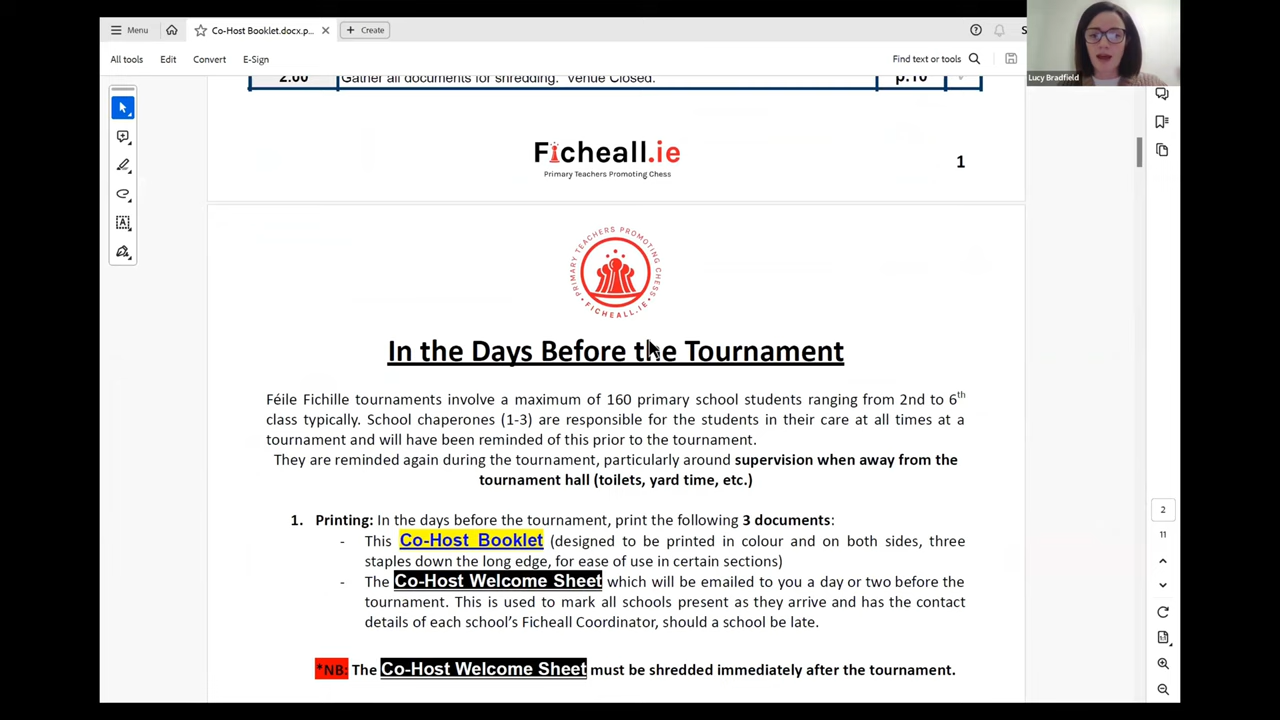 Menu
Co-Host Booklet.docx.p...
Create
All tools
Edit
Convert
E-Sign
Find text or tools
Lucy Bradfield
2.00 Gather all documents for shredding. Venue Closed. p.10
Ficheall.ie
Primary Teachers Promoting Chess
1
PRIMARY TEACHERS PROMOTING CHESS
FICHEALL.IE
In the Days Before the Tournament
Féile Fichille tournaments involve a maximum of 160 primary school students ranging from 2nd to 6th
class typically. School chaperones (1-3) are responsible for the students in their care at all times at a
tournament and will have been reminded of this prior to the tournament.
They are reminded again during the tournament, particularly around supervision when away from the
tournament hall (toilets, yard time, etc.)
1. Printing: In the days before the tournament, print the following 3 documents:
- This Co-Host Booklet (designed to be printed in colour and on both sides, three
staples down the long edge, for ease of use in certain sections)
- The Co-Host Welcome Sheet which will be emailed to you a day or two before the
tournament. This is used to mark all schools present as they arrive and has the contact
details of each school's Ficheall Coordinator, should a school be late.
*NB: The Co-Host Welcome Sheet must be shredded immediately after the tournament.
2
11